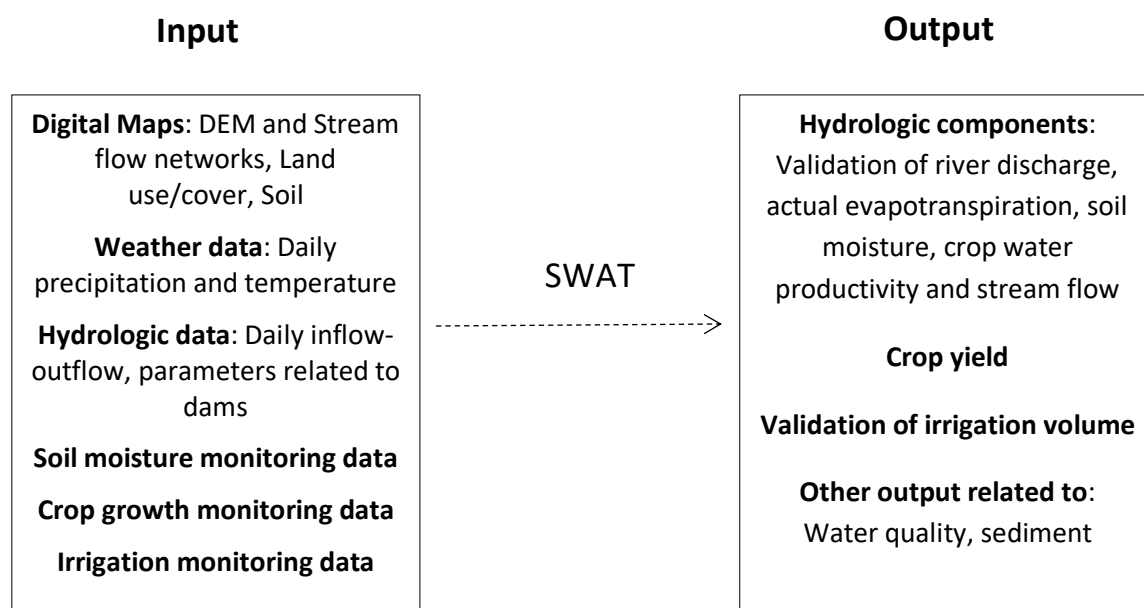 Input
Digital Maps: DEM and Stream
flow networks, Land
use/cover, Soil
Weather data: Daily
precipitation and temperature
Hydrologic data: Daily inflow-
outflow, parameters related to
dams
Soil moisture monitoring data
Crop growth monitoring data
Irrigation monitoring data
SWAT
Output
Hydrologic components:
Validation of river discharge,
actual evapotranspiration, soil
moisture, crop water
productivity and stream flow
Crop yield
Validation of irrigation volume
Other output related to:
Water quality, sediment